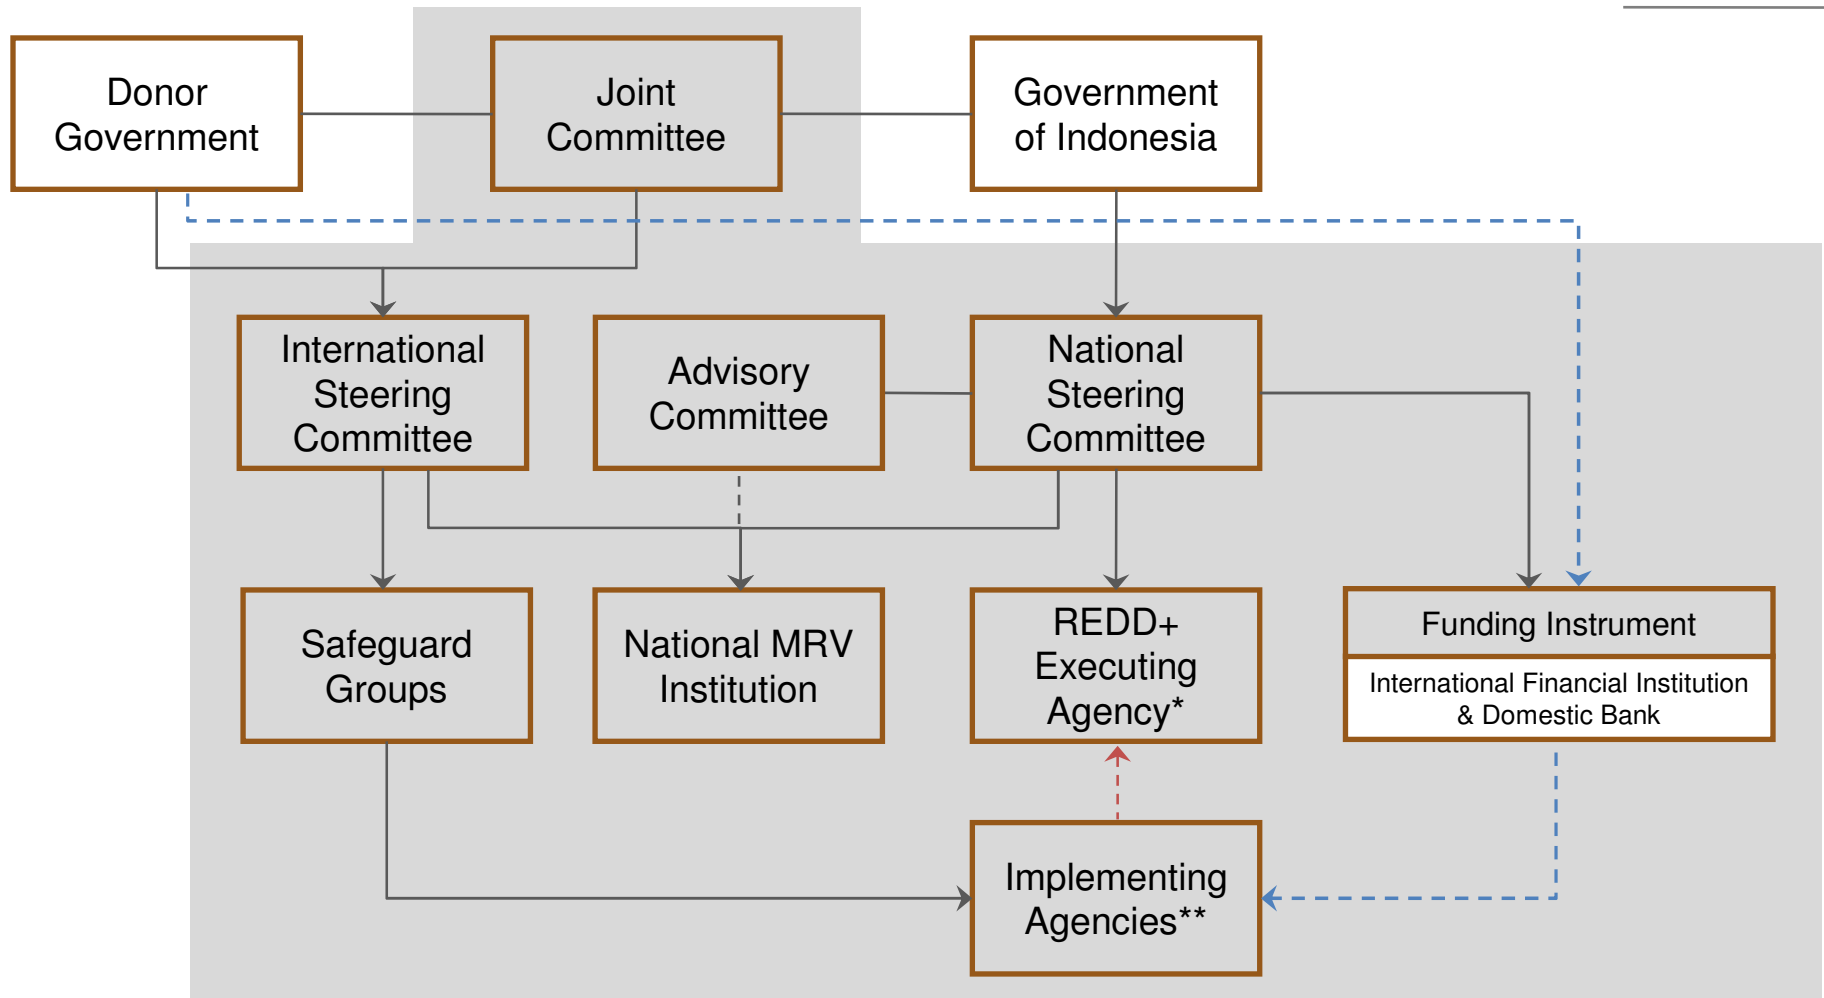 Donor
Government
Joint
Committee
Government
of Indonesia
International
Steering
Committee
Advisory
Committee
National
Steering
Committee
Safeguard
Groups
National MRV
Institution
REDD+
Executing
Agency*
Funding Instrument
International Financial Institution
& Domestic Bank
Implementing
Agencies**